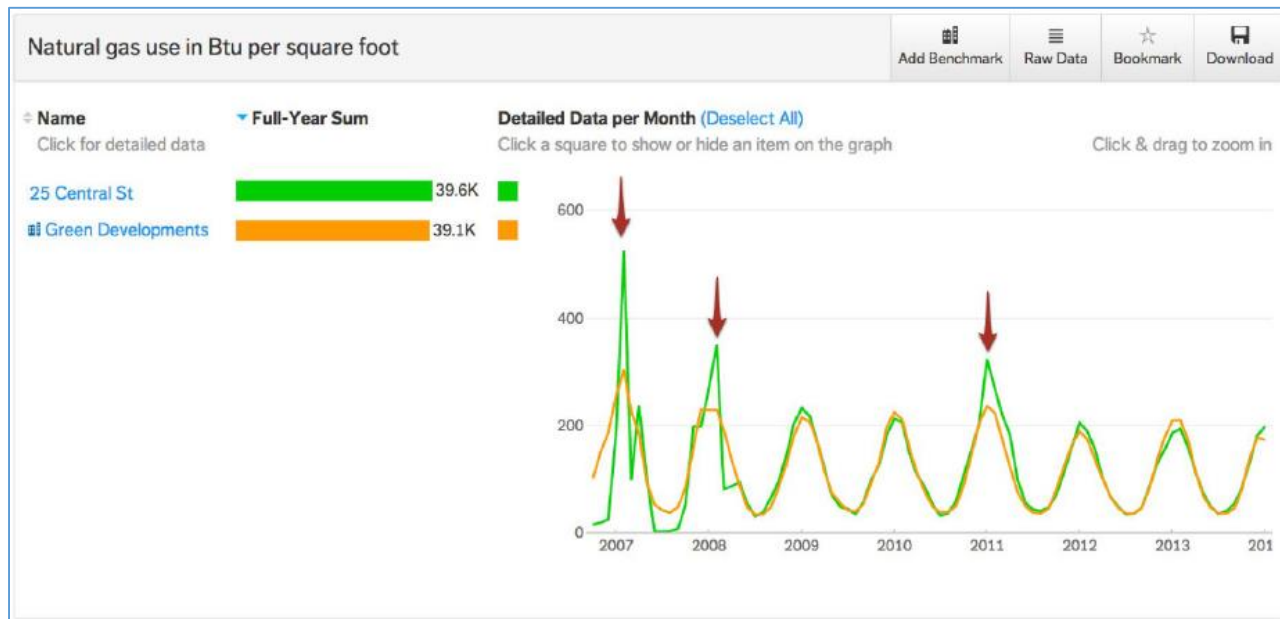 Natural gas use in Btu per square foot
Add Benchmark
Raw Data
Bookmark
Download
Name
Click for detailed data
Full-Year Sum
Detailed Data per Month (Deselect All)
Click a square to show or hide an item on the graph
Click & drag to zoom in
25 Central St
39.6K
Green Developments
39.1K
600
400
200
0
2007 2008 2009 2010 2011 2012 2013 201